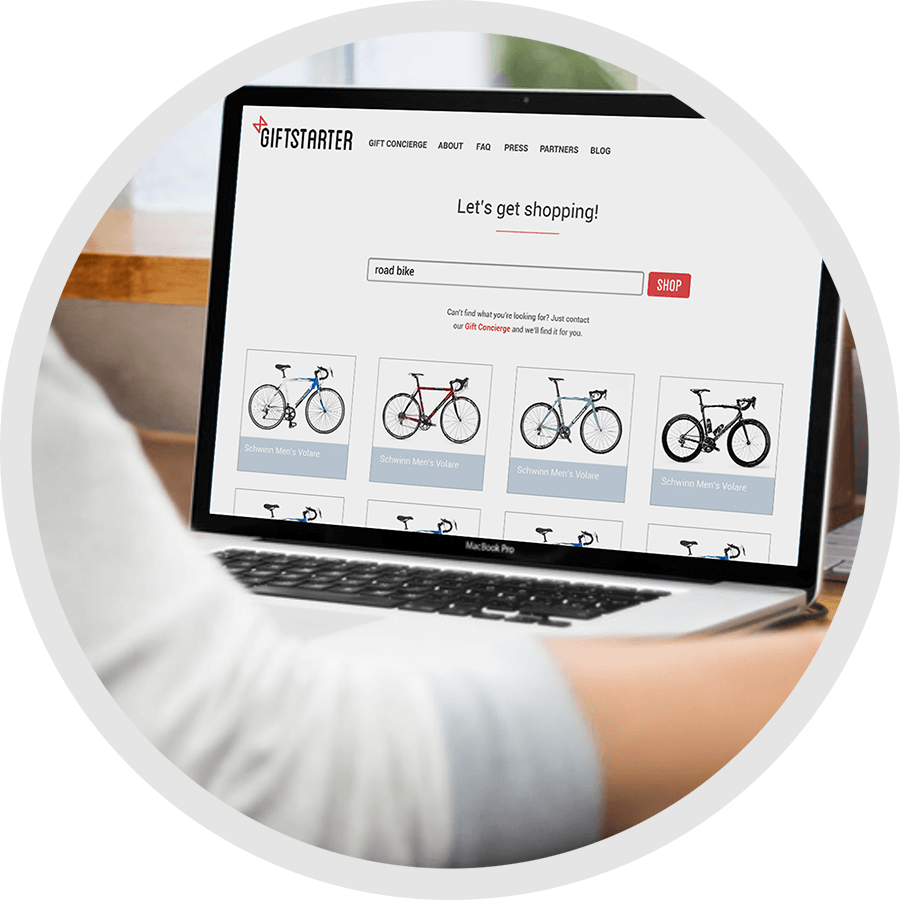 GIFTSTARTER
GIFT CONCIERGE ABOUT FAQ PRESS PARTNERS BLOG
Let's get shopping!
road bike
SHOP
Can't find what you're looking for? Just contact
our Gift Concierge and we'll find it for you.
Schwinn Men's Volare
Schwinn Men's Volare
Schwinn Men's Volare
Schwinn Men's Volare
MacBook Pro